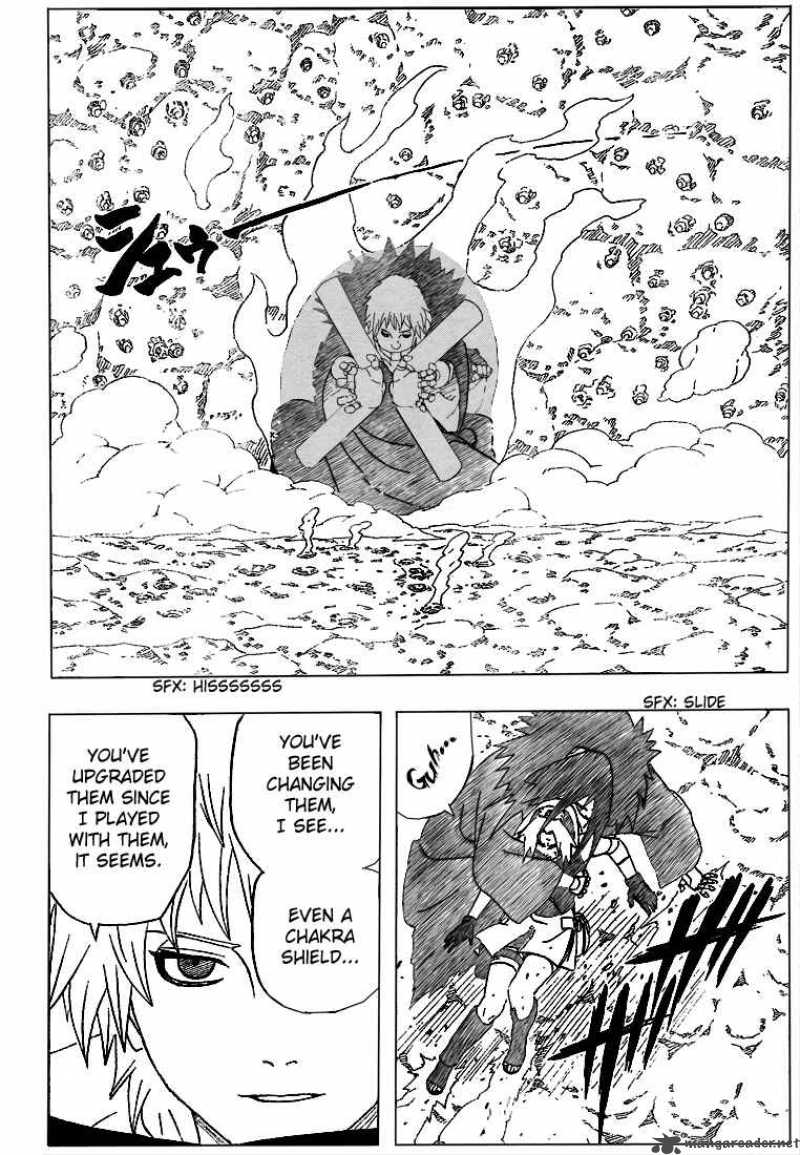 シュウー
SFX: HISSSSSSS
SFX: SLIDE
Guh...
YOU'VE
BEEN
CHANGING
THEM,
I SEE...
EVEN A
CHAKRA
SHIELD...
YOU'VE
UPGRADED
THEM SINCE
I PLAYED
WITH THEM,
IT SEEMS.
mangareader.net